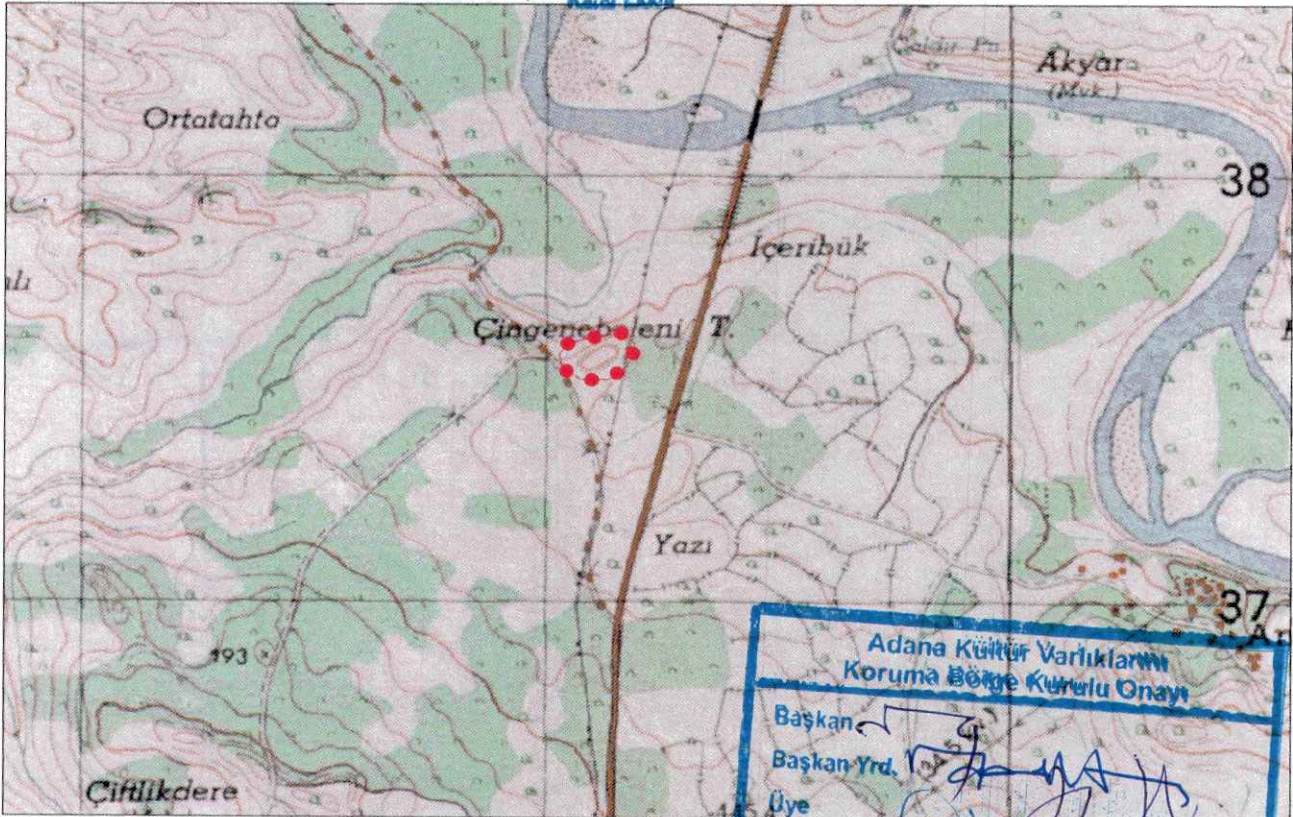 Ortatahta
Akyar
(Mvk.)
38
İçeribük
Çingenebeleni T.
Yazı
37
193
Çiftlikdere
Adana Kültür Varlıklarını
Koruma Bölge Kurulu Onayı
Başkan
Başkan Yrd.
Üye